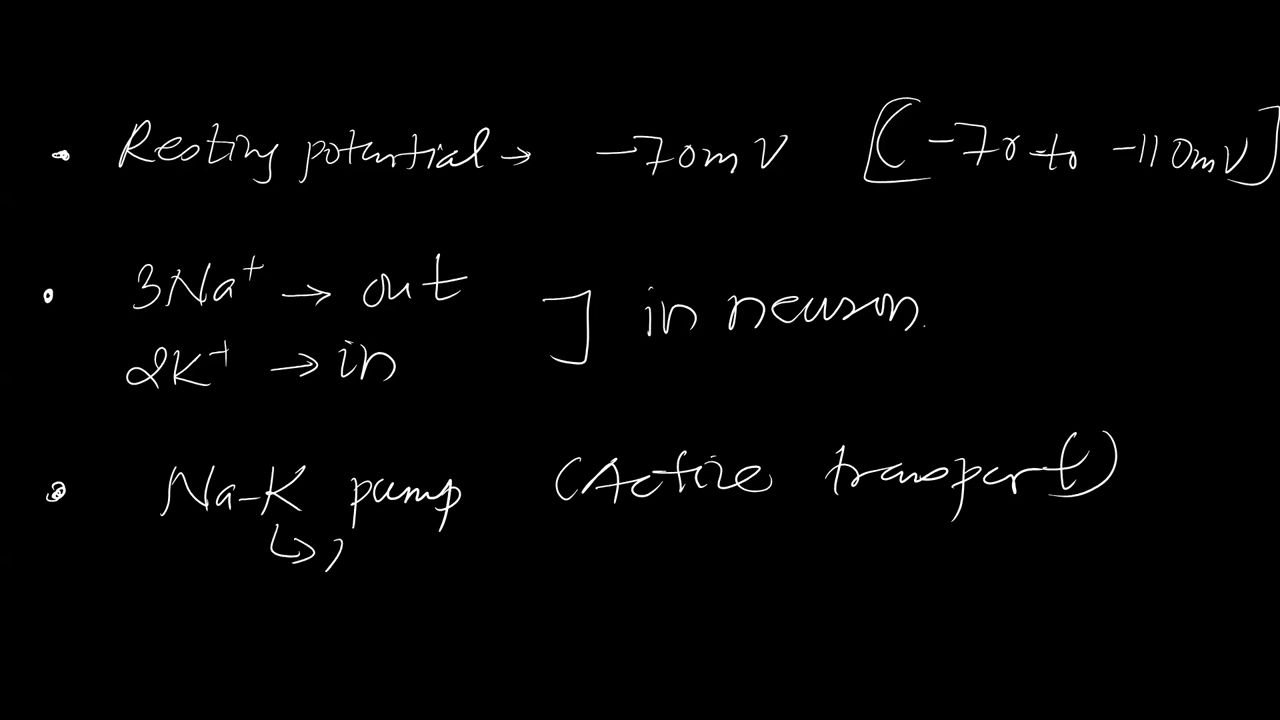 • Resting potential → -70mV [(-70 to -110mV]
• 3Na⁺ → out ] in neuron.
2K⁺ → in
• Na-K pump (Active transport)
↳,